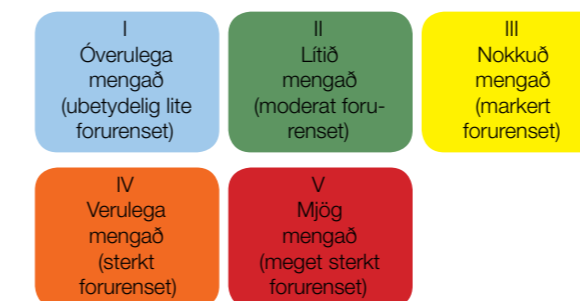 I
Óverulega
mengað
(ubetydelig lite
forurenset)
II
Lítið
mengað
(moderat foru-
renset)
III
Nokkuð
mengað
(markert
forurenset)
IV
Verulega
mengað
(sterkt
forurenset)
V
Mjög
mengað
(meget sterkt
forurenset)